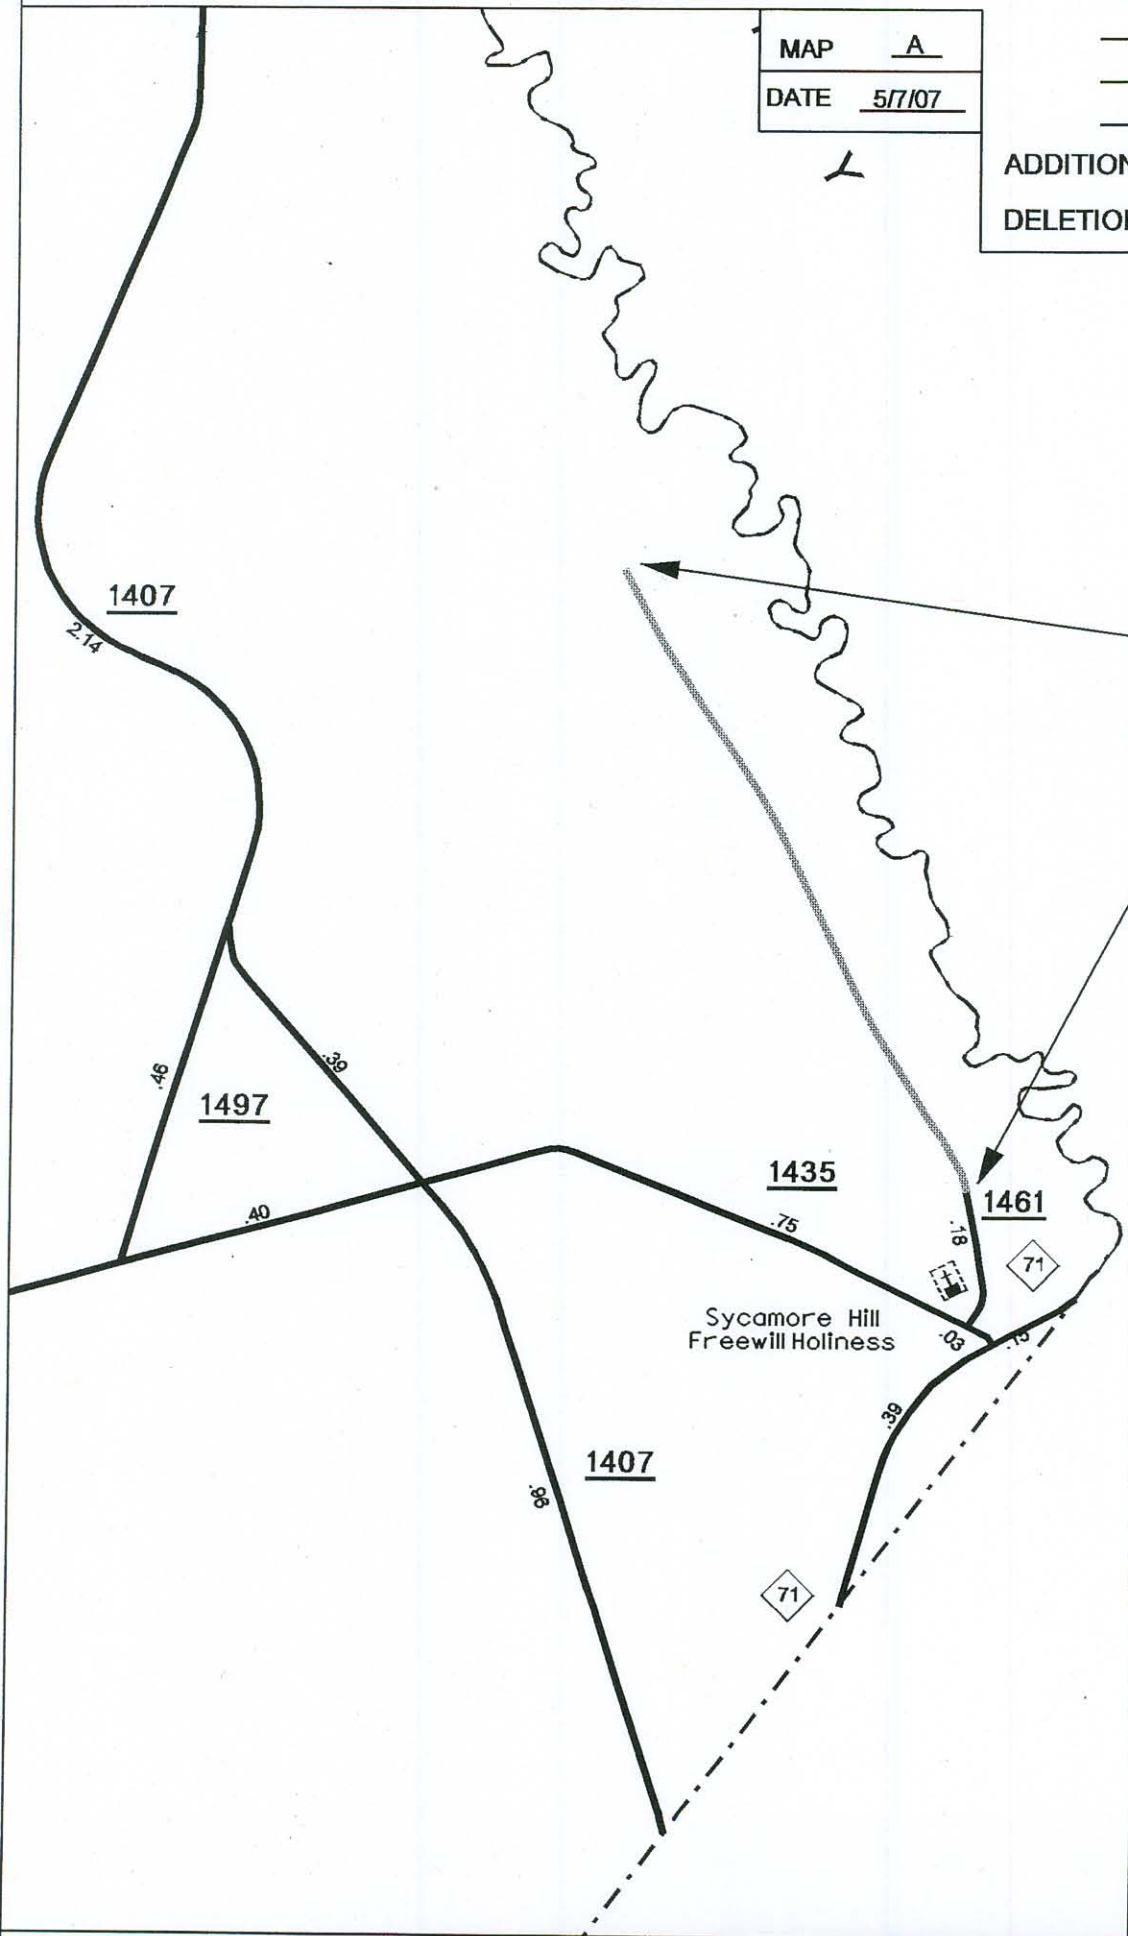 MAP A
DATE 5/7/07
ADDITION
DELETION
1407
2.14
.46
.39
1497
.40
1435
.75
1461
.18
71
Sycamore Hill
Freewill Holiness
.03
.15
.39
1407
.98
71